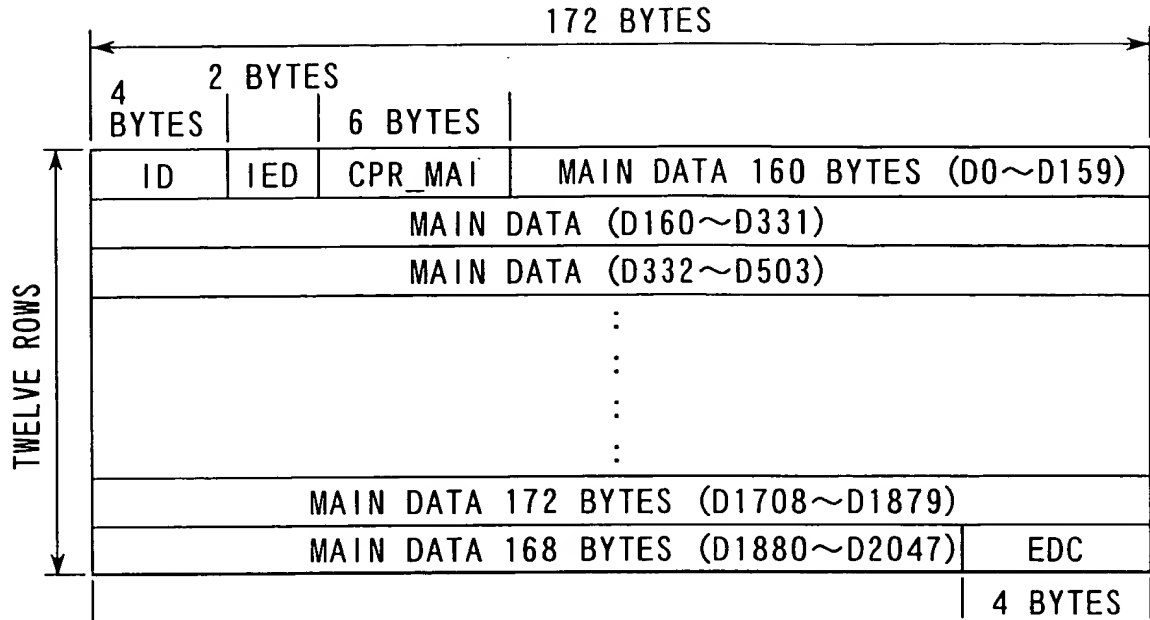 172 BYTES
4
BYTES
2 BYTES
6 BYTES
ID
IED
CPR_MAI
MAIN DATA 160 BYTES (D0～D159)
MAIN DATA (D160～D331)
MAIN DATA (D332～D503)
TWELVE ROWS
MAIN DATA 172 BYTES (D1708～D1879)
MAIN DATA 168 BYTES (D1880～D2047)
EDC
4 BYTES